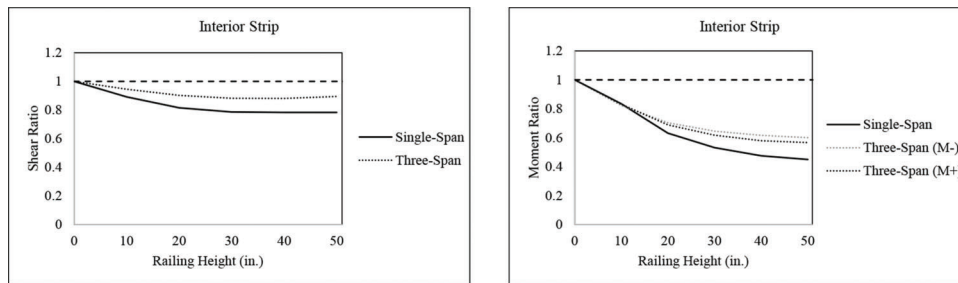 Interior Strip
1.2
1
0.8
0.6
0.4
0.2
0
Shear Ratio
0 10 20 30 40 50
Railing Height (in.)
Single-Span
Three-Span
Interior Strip
1.2
1
0.8
0.6
0.4
0.2
0
Moment Ratio
0 10 20 30 40 50
Railing Height (in.)
Single-Span
Three-Span (M-)
Three-Span (M+)